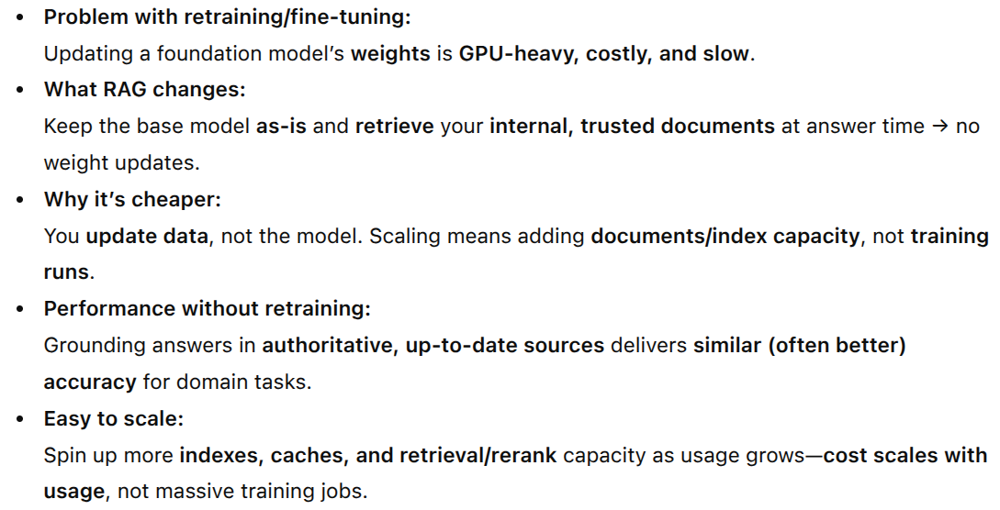 • Problem with retraining/fine-tuning:
Updating a foundation model’s weights is GPU-heavy, costly, and slow.
• What RAG changes:
Keep the base model as-is and retrieve your internal, trusted documents at answer time → no
weight updates.
• Why it’s cheaper:
You update data, not the model. Scaling means adding documents/index capacity, not training
runs.
• Performance without retraining:
Grounding answers in authoritative, up-to-date sources delivers similar (often better)
accuracy for domain tasks.
• Easy to scale:
Spin up more indexes, caches, and retrieval/rerank capacity as usage grows—cost scales with
usage, not massive training jobs.